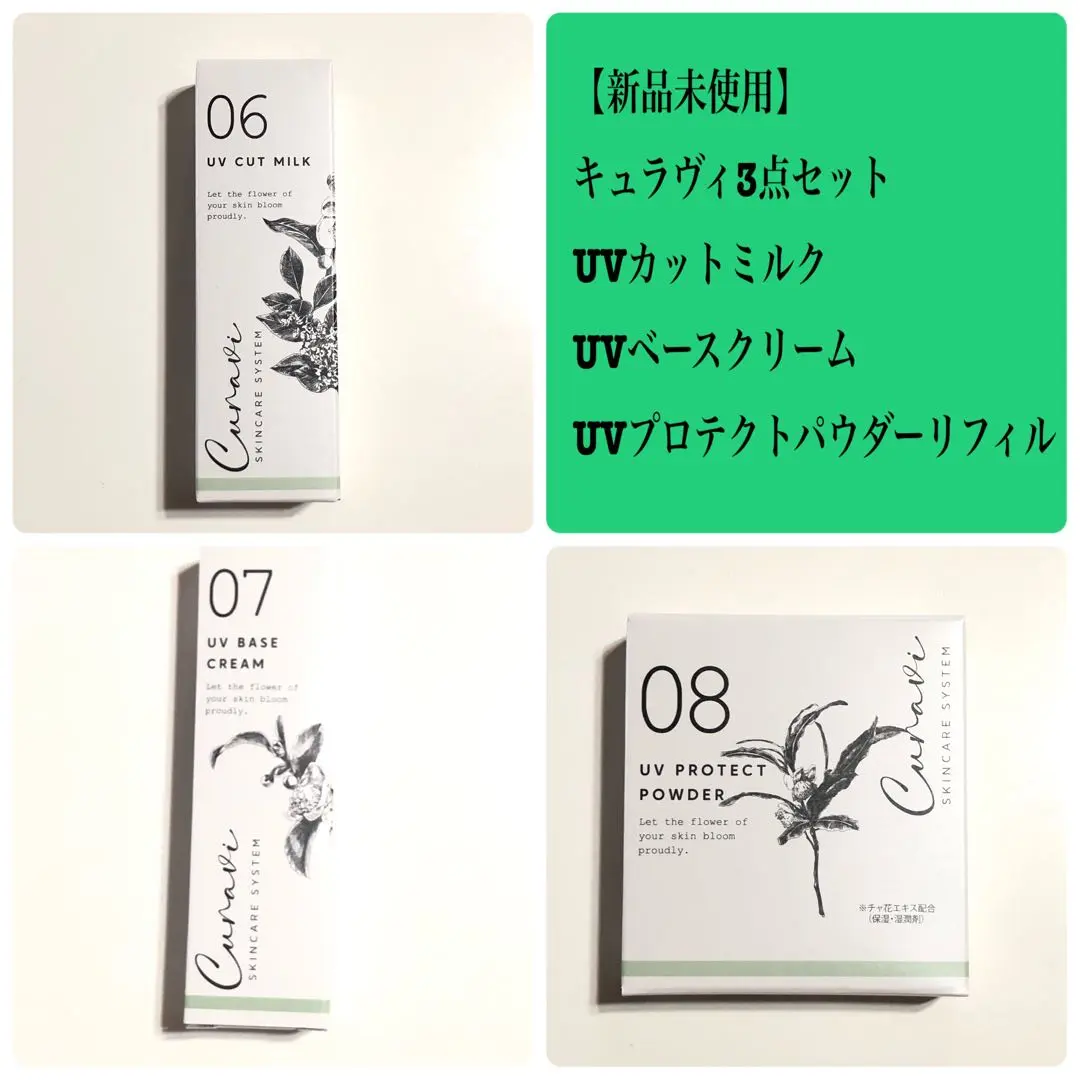 06
UV CUT MILK
Let the flower of
your skin bloom
proudly.
Curavi
SKINCARE SYSTEM
【新品未使用】
キュラヴィ3点セット
UVカットミルク
UVベースクリーム
UVプロテクトパウダーリフィル
07
UV BASE
CREAM
Let the flower of
your skin bloom
proudly.
Curavi
SKINCARE SYSTEM
08
UV PROTECT
POWDER
Let the flower of
your skin bloom
proudly.
Curavi
SKINCARE SYSTEM
※チャ花エキス配合
(保湿・湿潤剤)